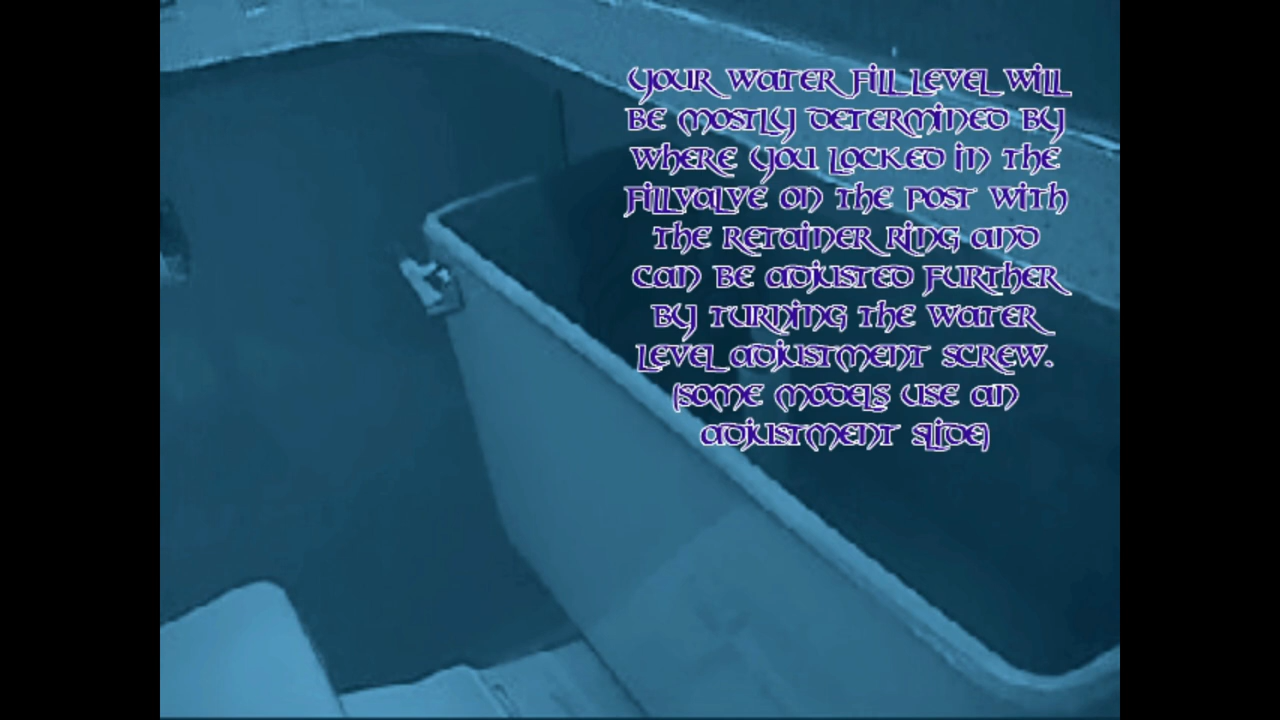 YOUR WATER FILL LEVEL WILL
BE MOSTLY DETERMINED BY
WHERE YOU LOCKED IN THE
FILLVALVE ON THE POST WITH
THE RETAINER RING AND
CAN BE ADJUSTED FURTHER
BY TURNING THE WATER
LEVEL ADJUSTMENT SCREW.
(SOME MODELS USE AN
ADJUSTMENT SLIDE)